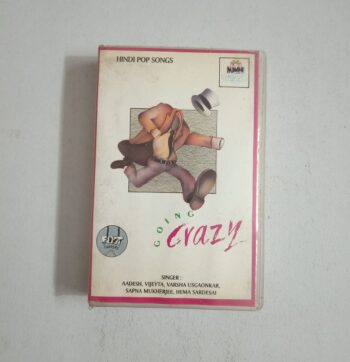 HINDI POP SONGS
GOING
Crazy
SINGER :
AADESH, VIJEYTA, VARSHA USGAONKAR,
SAPNA MUKHERJEE, HEMA SARDESAI